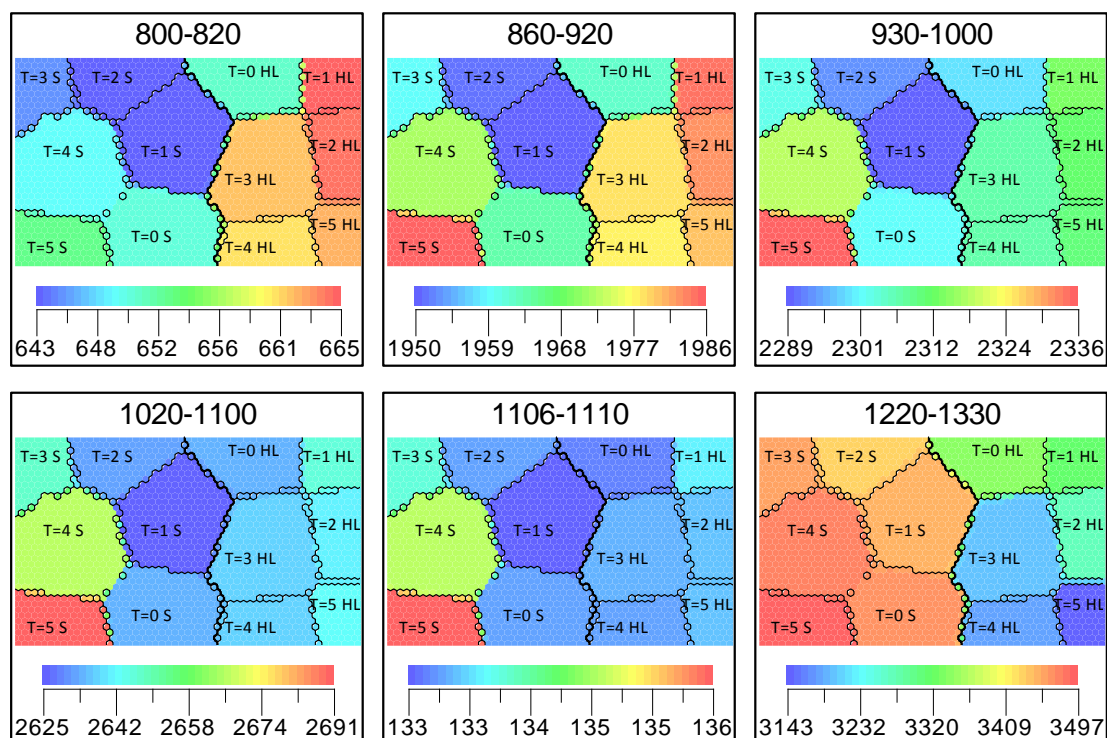 800-820
T=3 S T=2 S T=0 HL T=1 HL
T=4 S T=1 S T=3 HL T=2 HL
T=5 S T=0 S T=4 HL T=5 HL
643 648 652 656 661 665
860-920
T=3 S T=2 S T=0 HL T=1 HL
T=4 S T=1 S T=3 HL T=2 HL
T=5 S T=0 S T=4 HL T=5 HL
1950 1959 1968 1977 1986
930-1000
T=3 S T=2 S T=0 HL T=1 HL
T=4 S T=1 S T=3 HL T=2 HL
T=5 S T=0 S T=4 HL T=5 HL
2289 2301 2312 2324 2336
1020-1100
T=3 S T=2 S T=0 HL T=1 HL
T=4 S T=1 S T=3 HL T=2 HL
T=5 S T=0 S T=4 HL T=5 HL
2625 2642 2658 2674 2691
1106-1110
T=3 S T=2 S T=0 HL T=1 HL
T=4 S T=1 S T=3 HL T=2 HL
T=5 S T=0 S T=4 HL T=5 HL
133 133 134 135 135 136
1220-1330
T=3 S T=2 S T=0 HL T=1 HL
T=4 S T=1 S T=3 HL T=2 HL
T=5 S T=0 S T=4 HL T=5 HL
3143 3232 3320 3409 3497